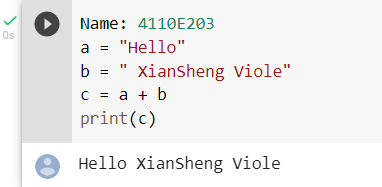 0s
Name: 4110E203
a = "Hello"
b = " XianSheng Viole"
c = a + b
print(c)
Hello XianSheng Viole